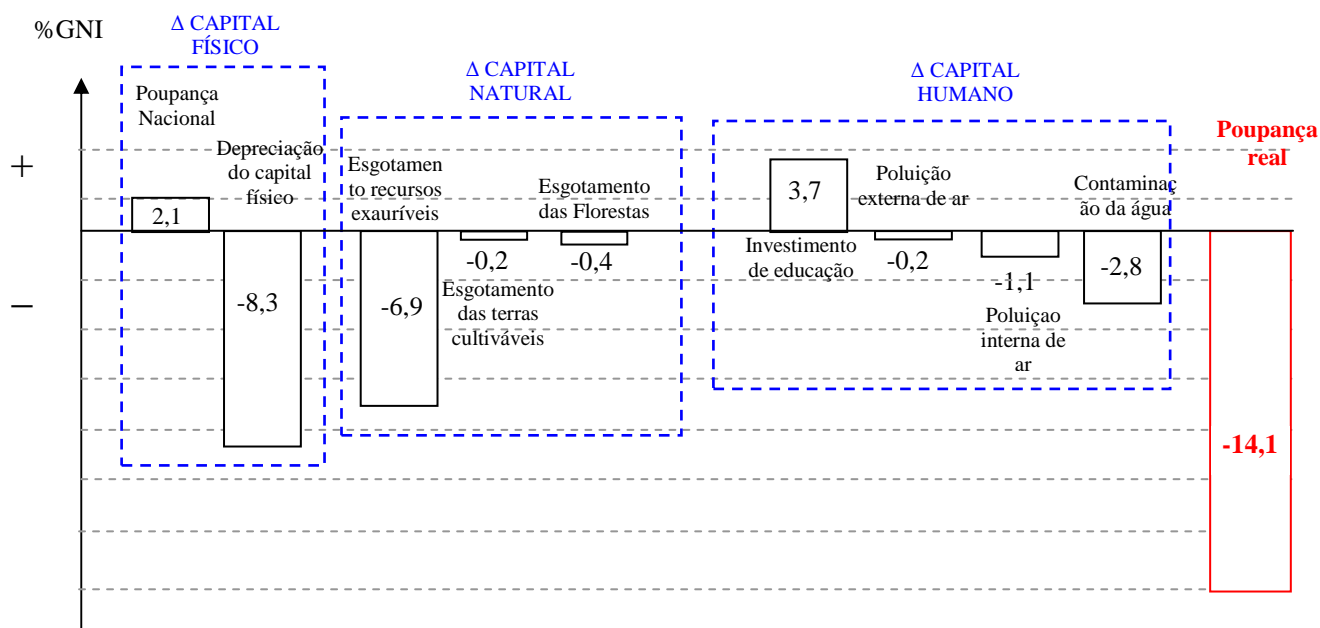 %GNI
+
–
Δ CAPITAL
FÍSICO
Poupança
Nacional
2,1
Depreciação
do capital
físico
-8,3
Δ CAPITAL
NATURAL
Esgotamen
to recursos
exauríveis
-6,9
-0,2
Esgotamento
das terras
cultiváveis
Esgotamento
das Florestas
-0,4
Δ CAPITAL
HUMANO
3,7
Investimento
de educação
Poluição
externa de ar
-0,2
-1,1
Poluiçao
interna de
ar
Contaminaç
ão da água
-2,8
Poupança
real
-14,1